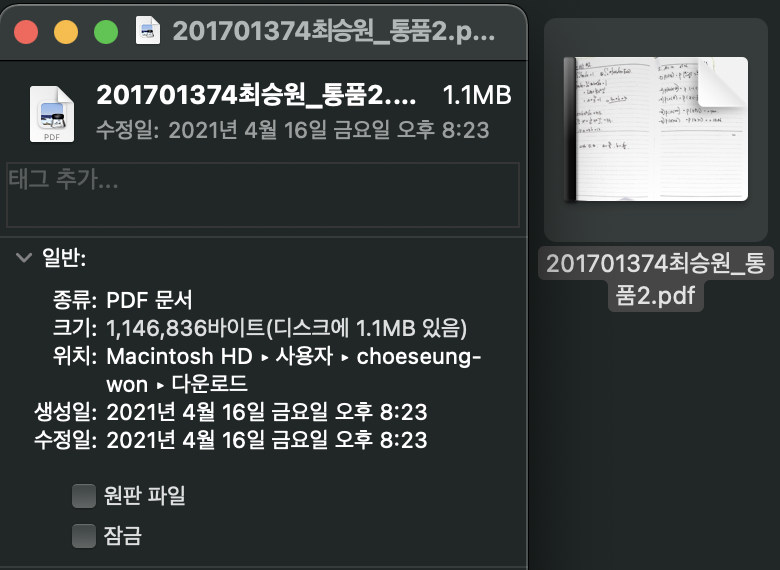 201701374최승원_통품2.p...
201701374최승원_통품2.... 1.1MB
수정일: 2021년 4월 16일 금요일 오후 8:23
PDF
태그 추가...
일반:
종류: PDF 문서
크기: 1,146,836바이트(디스크에 1.1MB 있음)
위치: Macintosh HD ▸ 사용자 ▸ choeseung-
won ▸ 다운로드
생성일: 2021년 4월 16일 금요일 오후 8:23
수정일: 2021년 4월 16일 금요일 오후 8:23
원판 파일
잠금
201701374최승원_통
품2.pdf